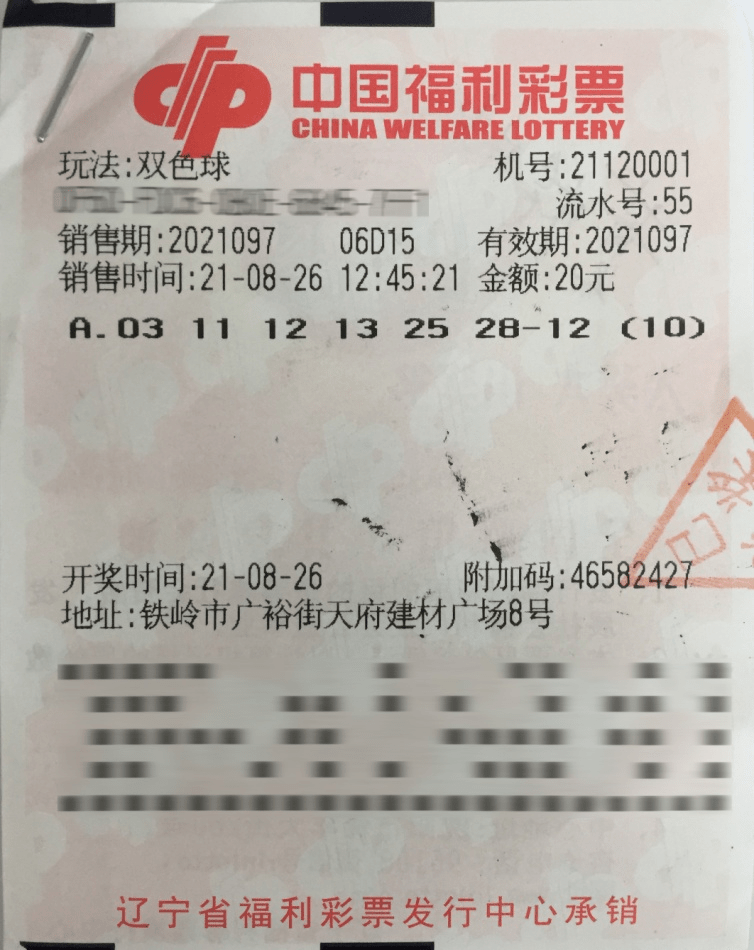 中国福利彩票
CHINA WELFARE LOTTERY
玩法:双色球 机号:21120001
流水号:55
销售期:2021097 06D15 有效期:2021097
销售时间:21-08-26 12:45:21 金额:20元
A.03 11 12 13 25 28-12 (10)
已
开奖时间:21-08-26 附加码:46582427
地址:铁岭市广裕街天府建材广场8号
辽宁省福利彩票发行中心承销